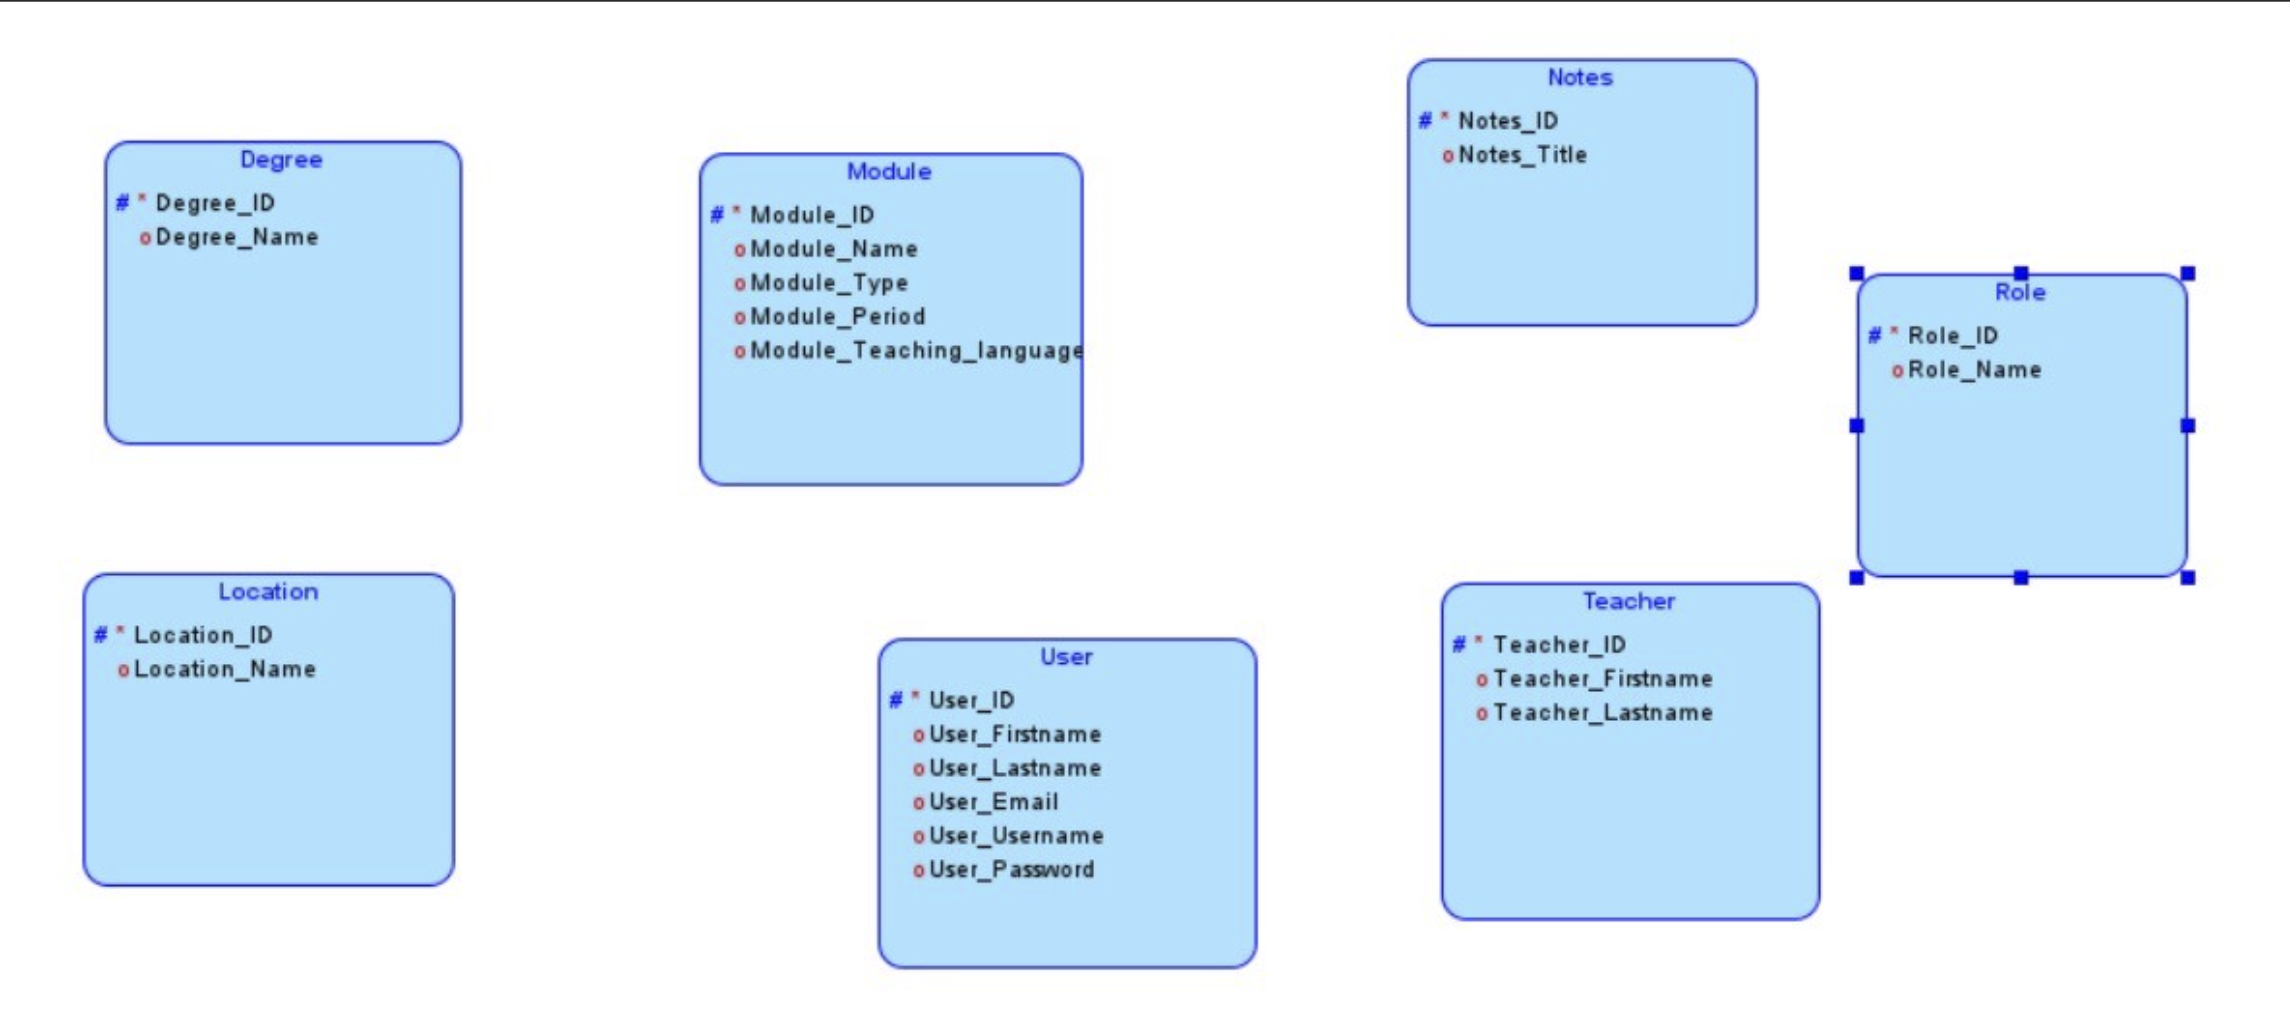 Degree
# * Degree_ID
o Degree_Name
Module
# * Module_ID
o Module_Name
o Module_Type
o Module_Period
o Module_Teaching_language
Notes
# * Notes_ID
o Notes_Title
Role
# * Role_ID
o Role_Name
Location
# * Location_ID
o Location_Name
User
# * User_ID
o User_Firstname
o User_Lastname
o User_Email
o User_Username
o User_Password
Teacher
# * Teacher_ID
o Teacher_Firstname
o Teacher_Lastname